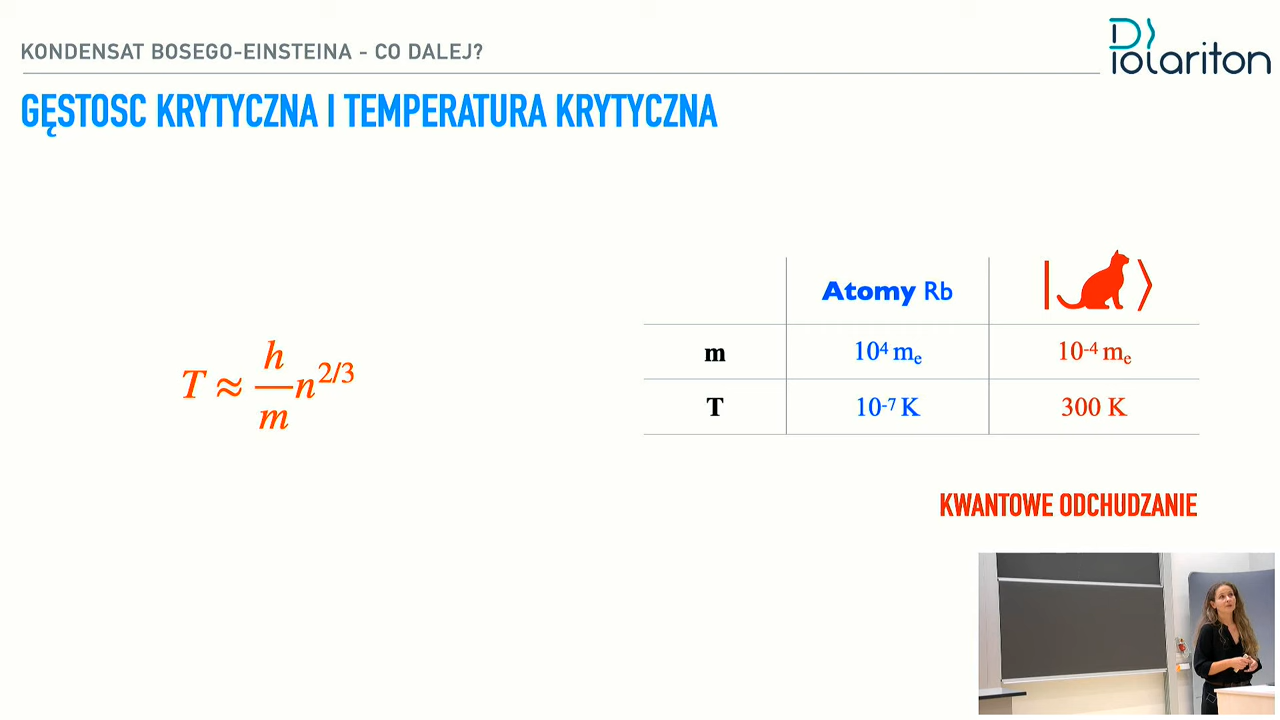 KONDENSAT BOSEGO-EINSTEINA - CO DALEJ?
Polariton
GĘSTOSC KRYTYCZNA I TEMPERATURA KRYTYCZNA
T ≈ h/m n^2/3
Atomy Rb
| ⟩
m 10⁴ mₑ 10⁻⁴ mₑ
T 10⁻⁷ K 300 K
KWANTOWE ODCHUDZANIE